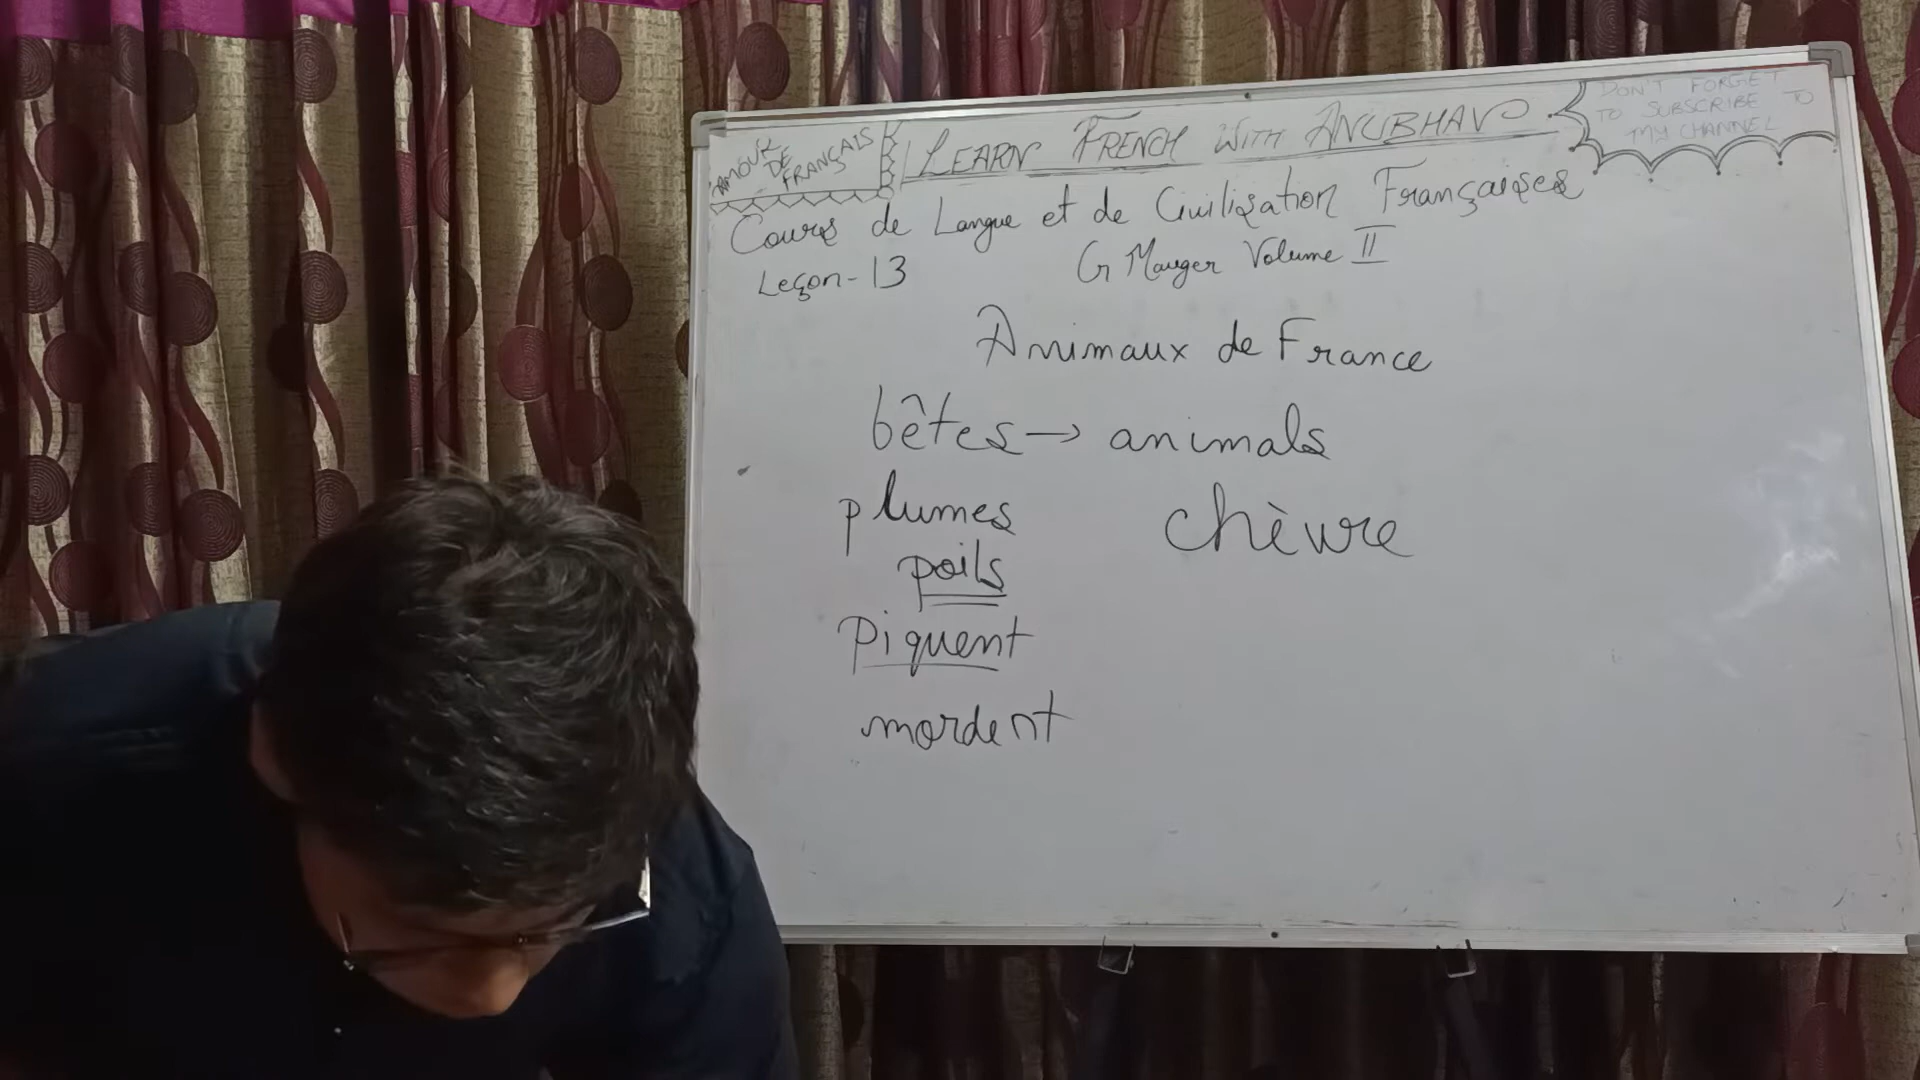 AMOUR
DE
FRANÇAIS
LEARN FRENCH WITH ANUBHAV
DON'T FORGET
TO SUBSCRIBE TO
MY CHANNEL
Cours de Langue et de Civilisation Françaises
Leçon-13
G Mauger Volume II
Animaux de France
bêtes → animals
plumes
chèvre
poils
Piquent
mordent